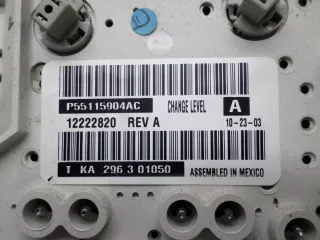 P55115904AC CHANGE LEVEL A
12222820 REV A 10-23-03
T KA 296 3 01050 ASSEMBLED IN MEXICO